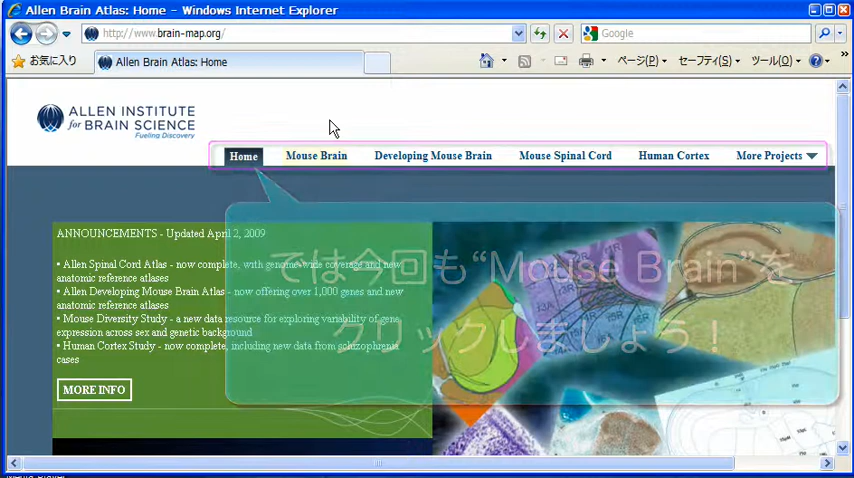 Allen Brain Atlas: Home - Windows Internet Explorer
http://www.brain-map.org/
Google
お気に入り
Allen Brain Atlas: Home
ページ(P)
セーフティ(S)
ツール(O)
ALLEN INSTITUTE
for BRAIN SCIENCE
Fueling Discovery
Home
Mouse Brain
Developing Mouse Brain
Mouse Spinal Cord
Human Cortex
More Projects
ANNOUNCEMENTS - Updated April 2, 2009
• Allen Spinal Cord Atlas - now complete, with genome-wide coverage and new
anatomic reference atlases
• Allen Developing Mouse Brain Atlas - now offering over 1,000 genes and new
anatomic reference atlases
• Mouse Diversity Study - a new data resource for exploring variability of gene
expression across sex and genetic background
• Human Cortex Study - now complete, including new data from schizophrenia
cases
MORE INFO
では今回も“Mouse Brain”を
クリックしましょう！